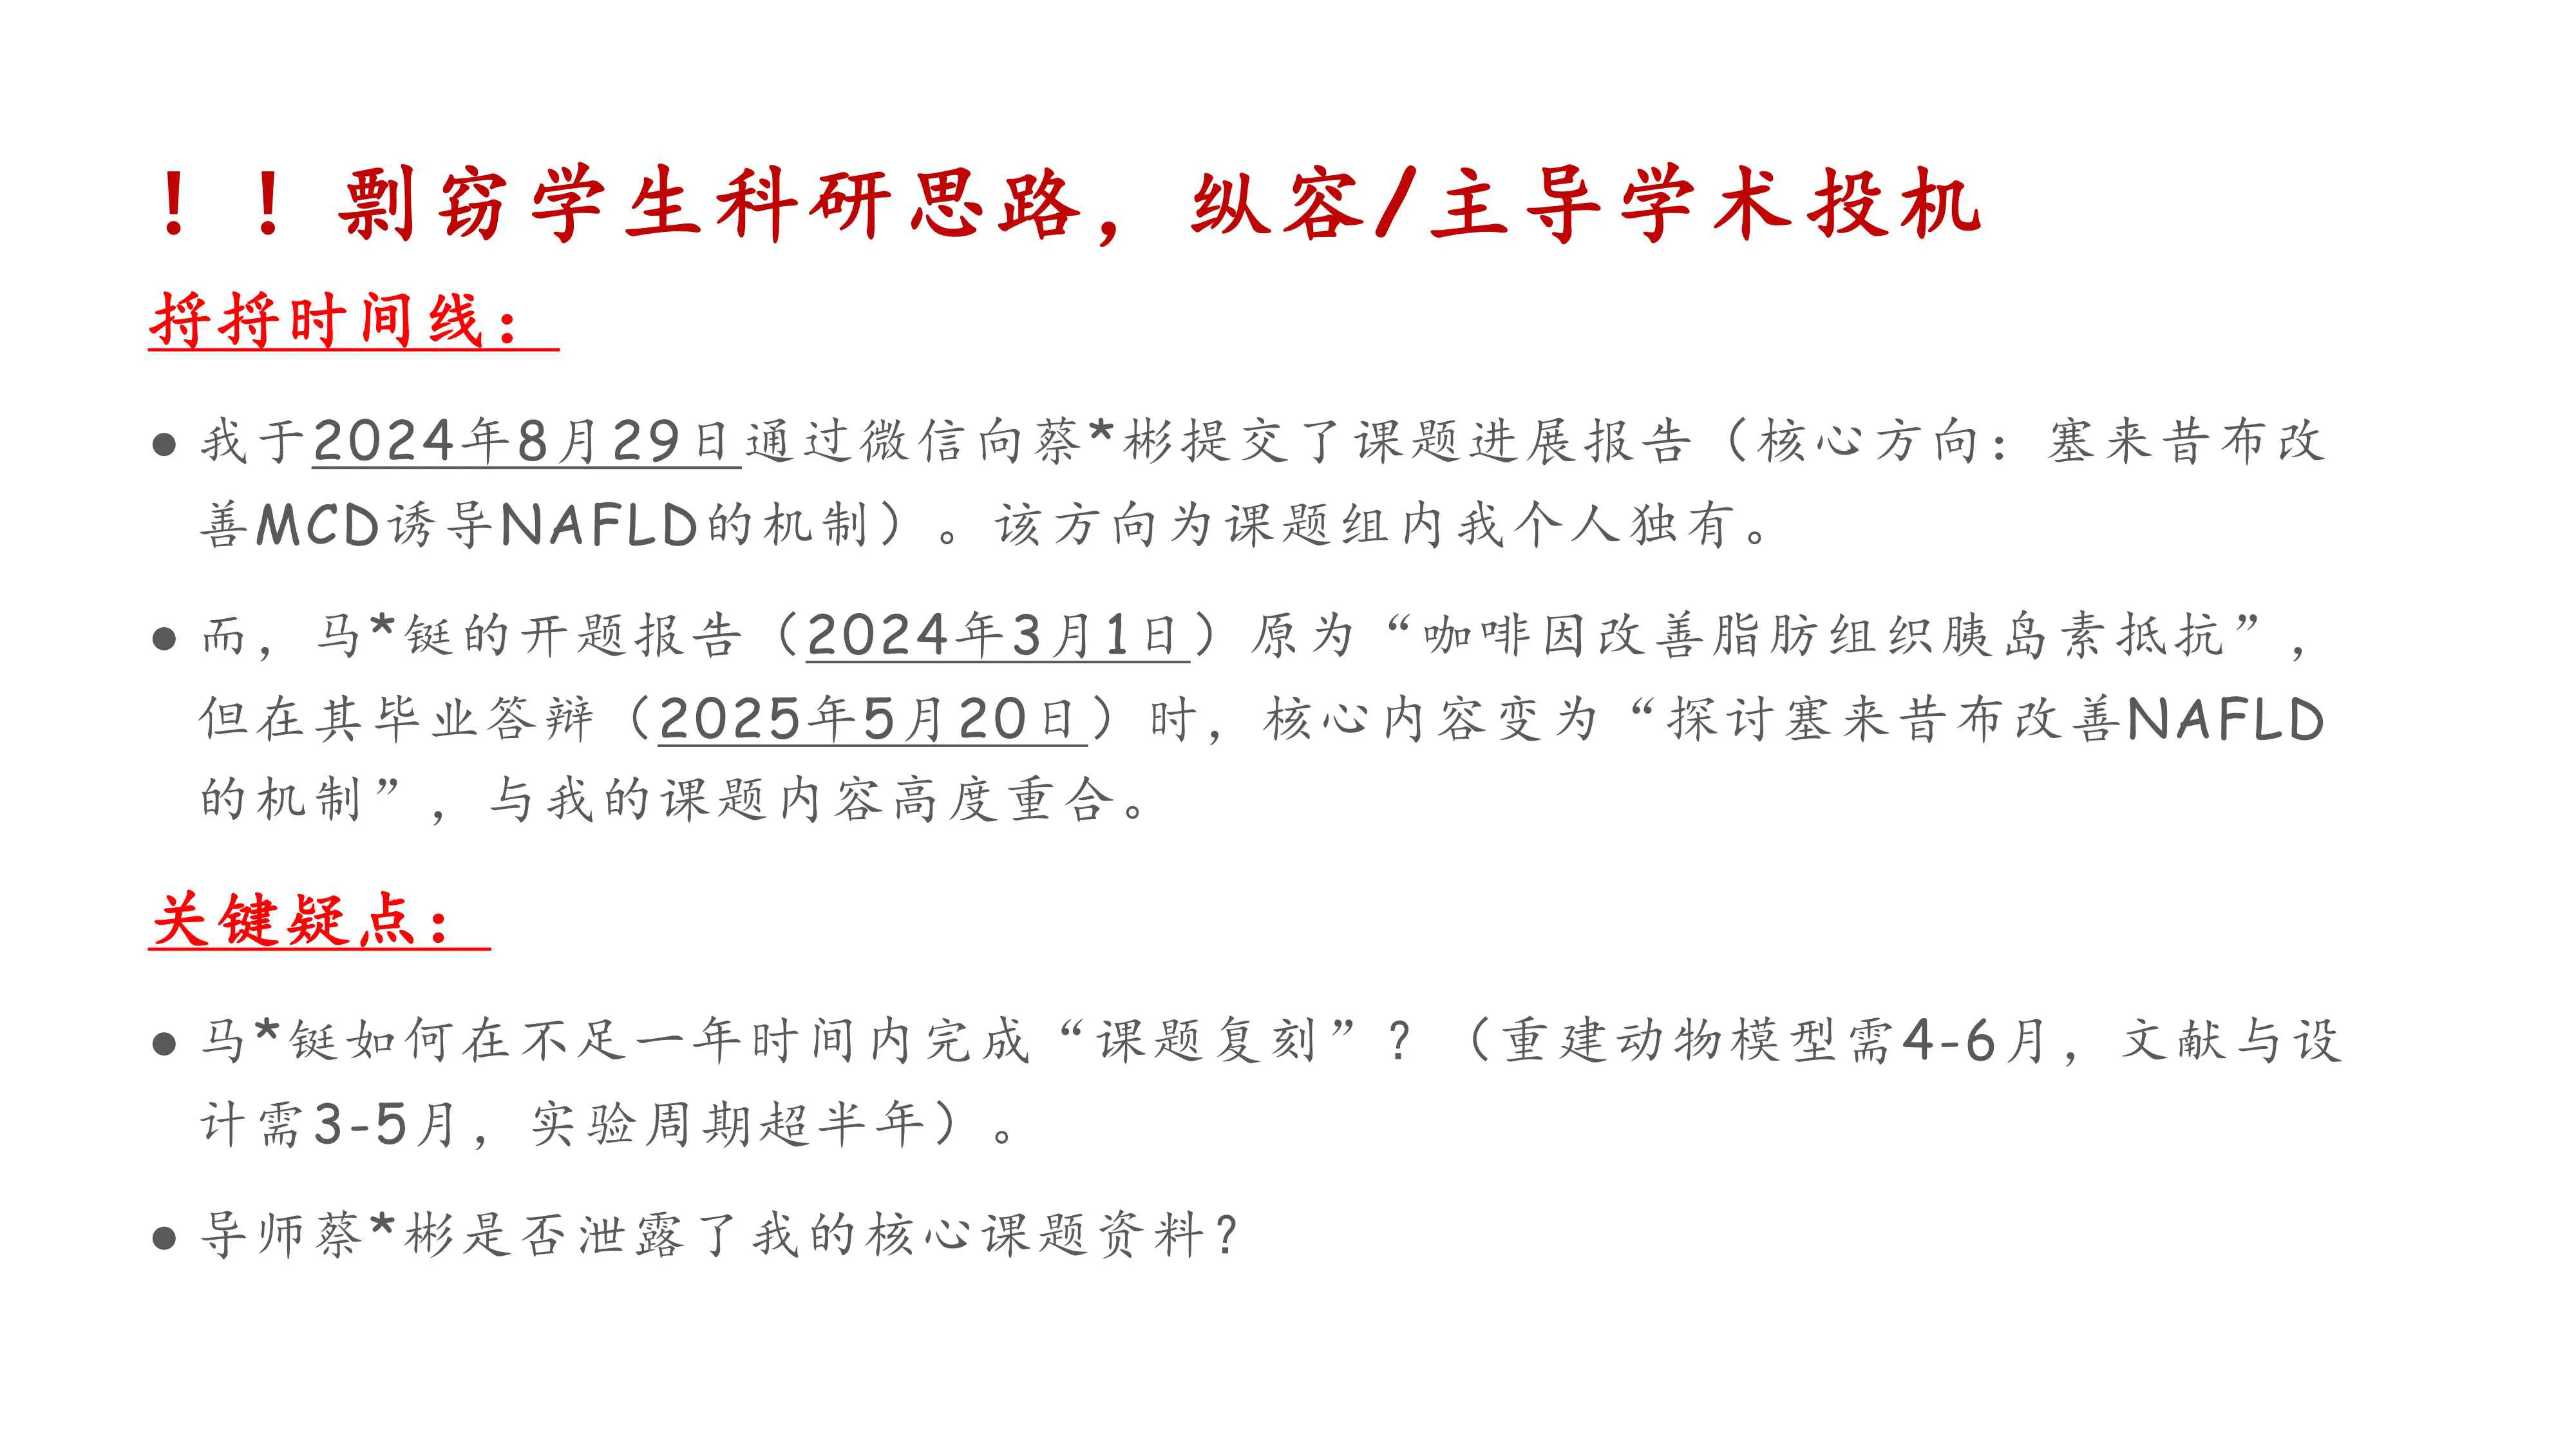 ！！剽窃学生科研思路，纵容/主导学术投机
捋捋时间线：
● 我于2024年8月29日通过微信向蔡*彬提交了课题进展报告（核心方向：塞来昔布改
善MCD诱导NAFLD的机制）。该方向为课题组内我个人独有。
● 而，马*铤的开题报告（2024年3月1日）原为“咖啡因改善脂肪组织胰岛素抵抗”，
但在其毕业答辩（2025年5月20日）时，核心内容变为“探讨塞来昔布改善NAFLD
的机制”，与我的课题内容高度重合。
关键疑点：
● 马*铤如何在不足一年时间内完成“课题复刻”？（重建动物模型需4-6月，文献与设
计需3-5月，实验周期超半年）。
● 导师蔡*彬是否泄露了我的核心课题资料？